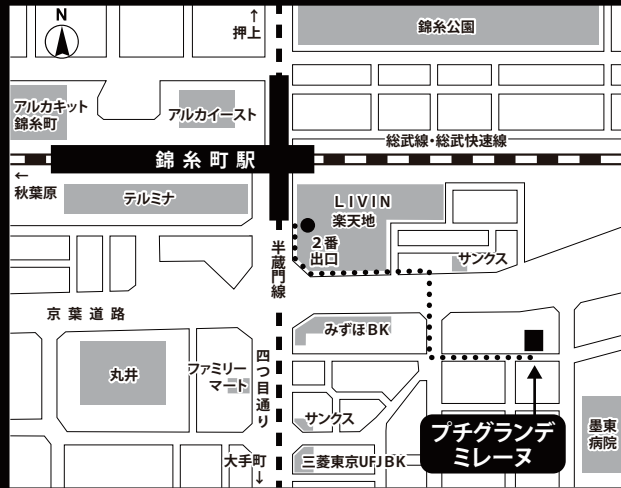 N
↑
押上
錦糸公園
アルカキット
錦糸町
アルカイースト
総武線・総武快速線
錦糸町駅
←
秋葉原
テルミナ
LIVIN
楽天地
2番
出口
サンクス
半蔵門線
京葉道路
みずほBK
丸井
ファミリー
マート
四つ目通り
サンクス
プチグランデ
ミレーヌ
墨東
病院
大手町
↓
三菱東京UFJBK